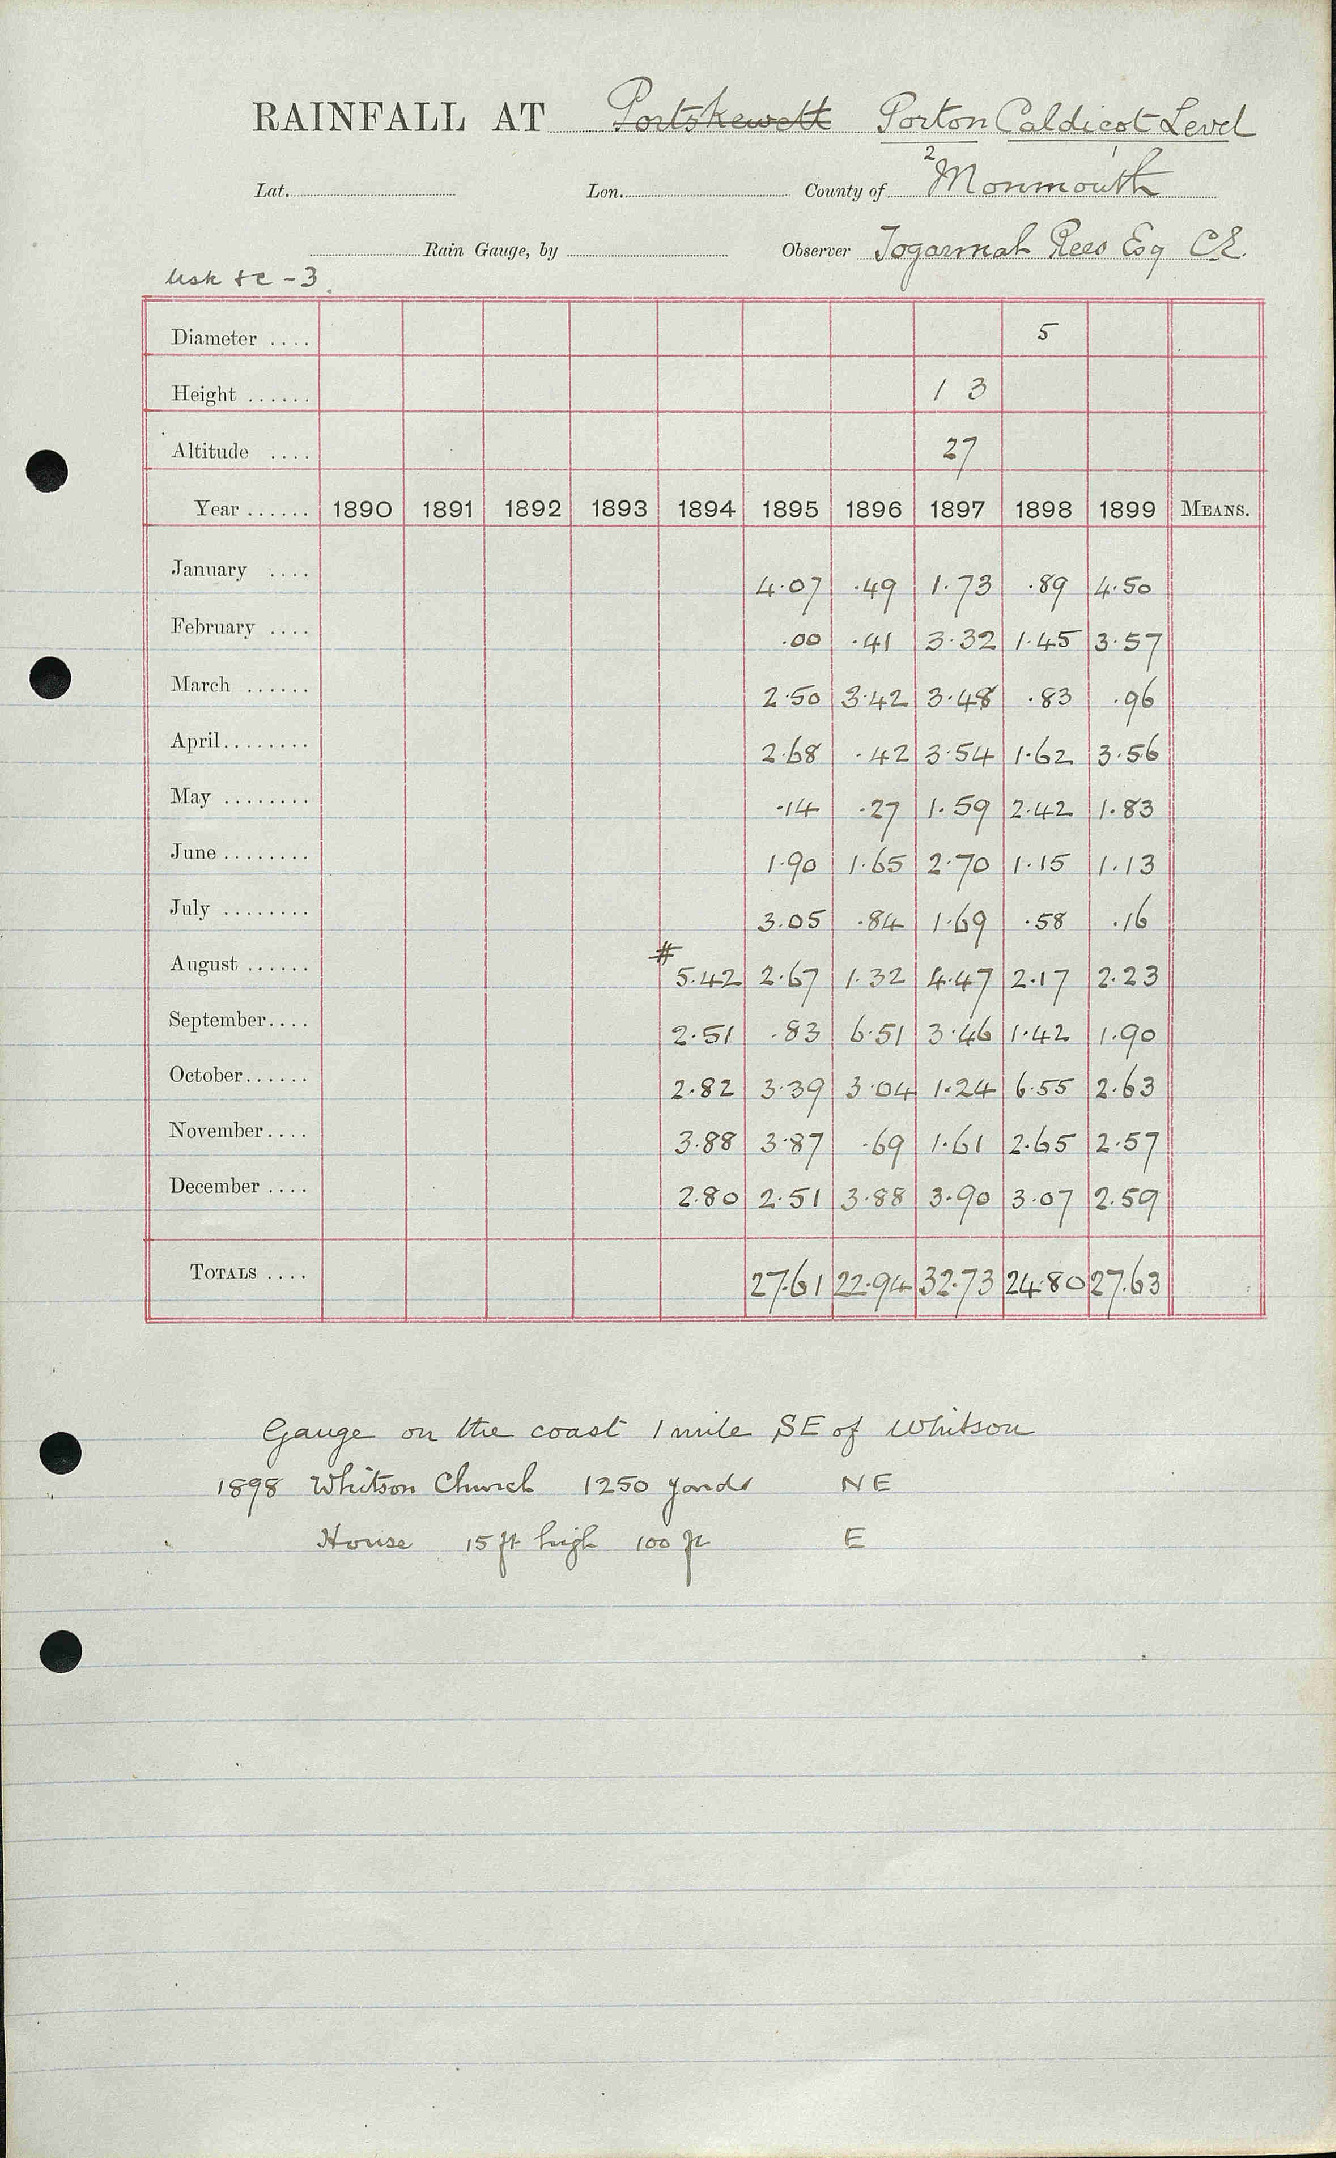 RAINFALL AT Portskewett Porton Caldicot Level
2 1
Lat. Lon. County of Monmouth
Rain Gauge, by Observer Togarmah Rees Esq C.E.
Usk &c - 3.
Diameter .... 5
Height ...... 1 3
Altitude .... 27
Year ...... 1890 1891 1892 1893 1894 1895 1896 1897 1898 1899 MEANS.
January .... 4.07 .49 1.73 .89 4.50
February .... .00 .41 3.32 1.45 3.57
March ...... 2.50 3.42 3.48 .83 .96
April........ 2.68 .42 3.54 1.62 3.56
May ........ .14 .27 1.59 2.42 1.83
June ........ 1.90 1.65 2.70 1.15 1.13
July ........ 3.05 .84 1.69 .58 .16
August ...... # 5.42 2.67 1.32 4.47 2.17 2.23
September.... 2.51 .83 6.51 3.46 1.42 1.90
October...... 2.82 3.39 3.04 1.24 6.55 2.63
November.... 3.88 3.87 .69 1.61 2.65 2.57
December .... 2.80 2.51 3.88 3.90 3.07 2.59
TOTALS .... 27.61 22.94 32.73 24.80 27.63
Gauge on the coast 1 mile SE of Whitson
1898 Whitson Church 1250 yards NE
House 15 ft high 100 ft E